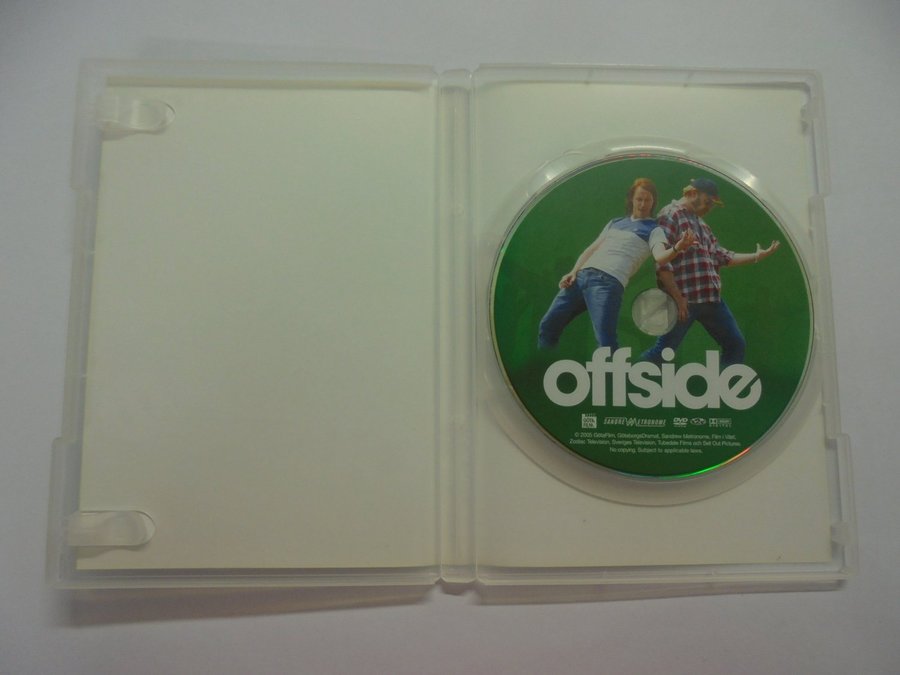 offside
SANDREW METRONOME DVD
© 2005 GötaFilm, GöteborgsDramat, Sandrew Metronome, Film i Väst,
Zodiac Television, Sveriges Television, Tubedale Films och Sell Out Pictures.
No copying. Subject to applicable laws.